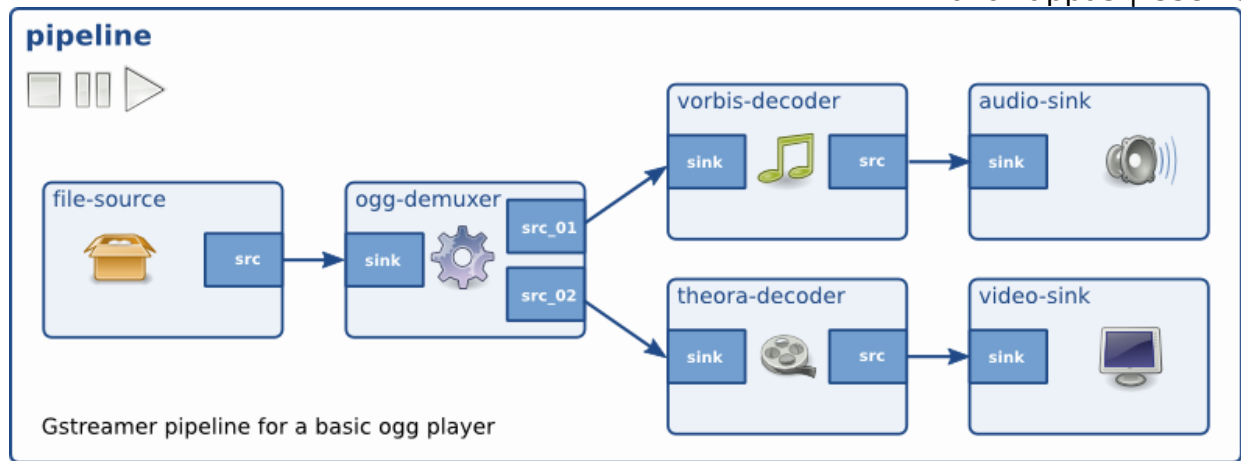 pipeline
vorbis-decoder
sink
src
audio-sink
sink
file-source
src
ogg-demuxer
sink
src_01
src_02
theora-decoder
sink
src
video-sink
sink
Gstreamer pipeline for a basic ogg player